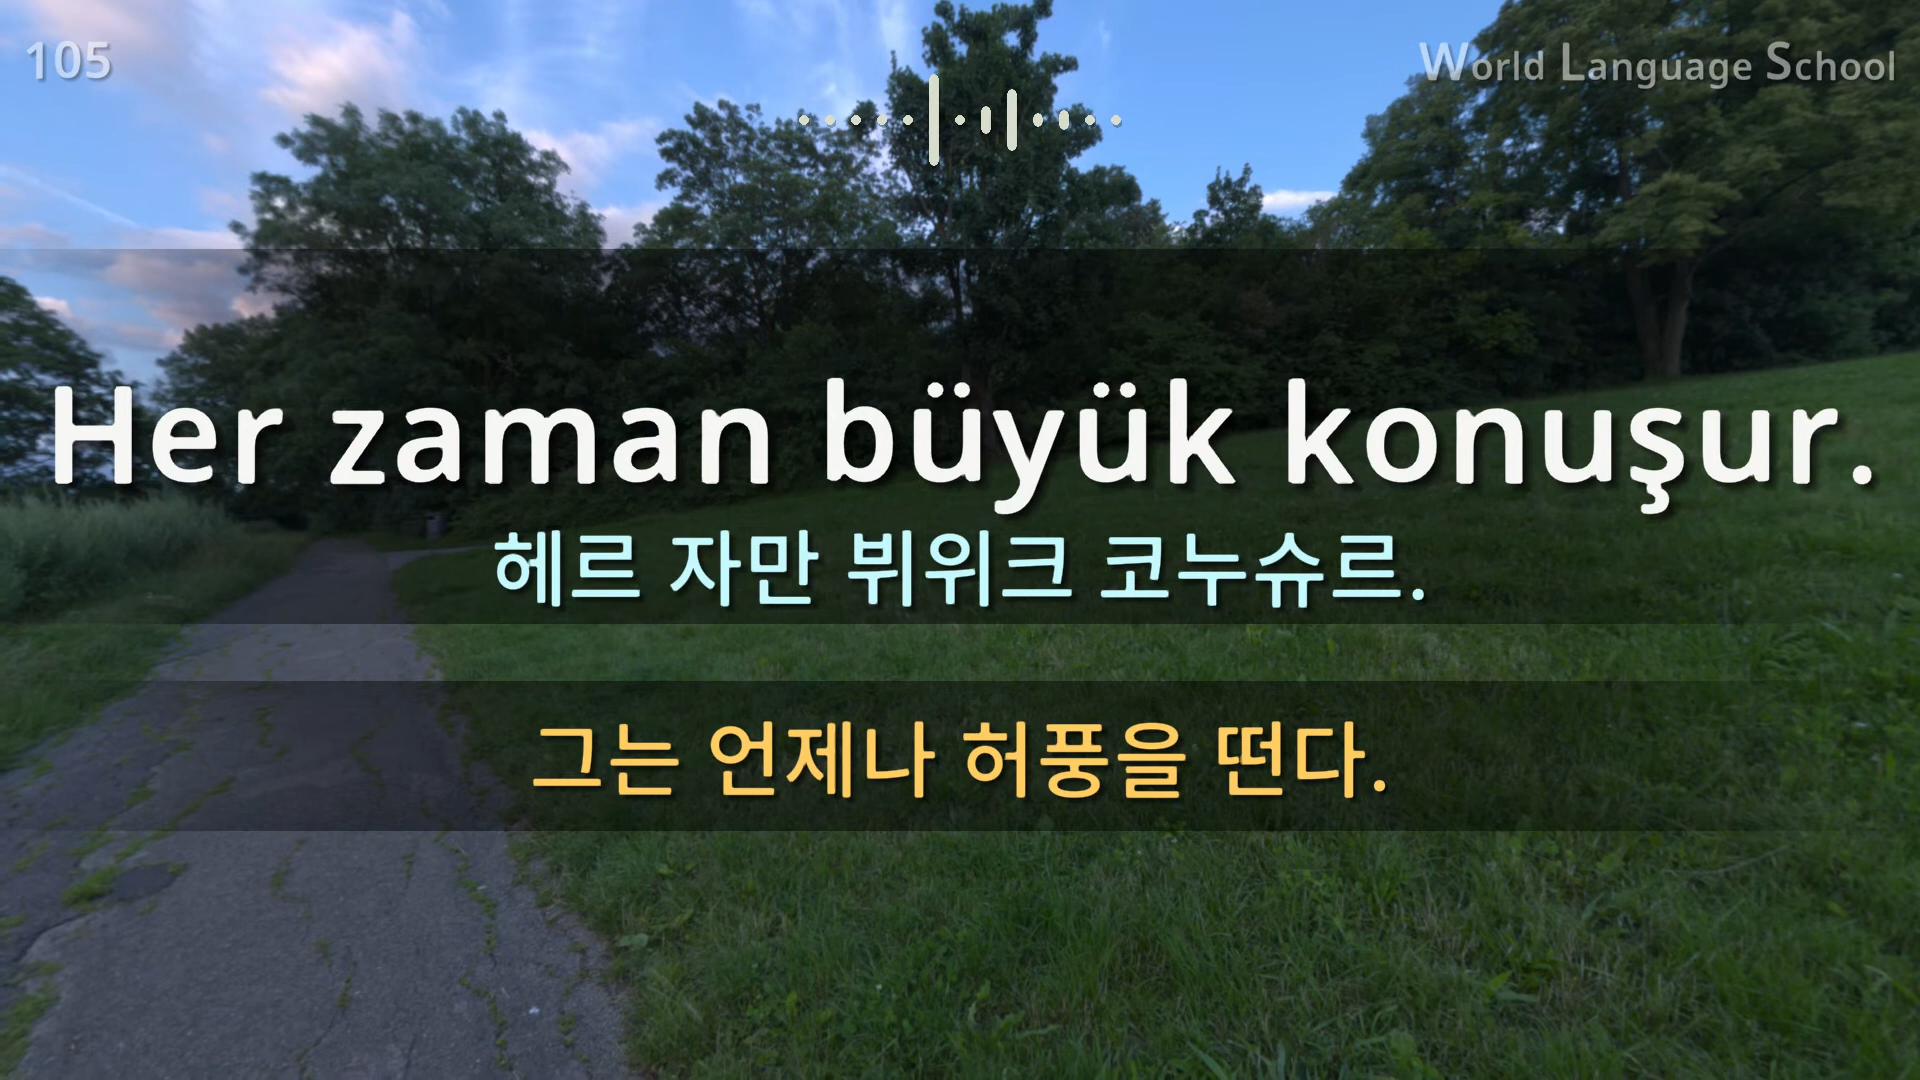 105
World Language School
Her zaman büyük konuşur.
헤르 자만 뷔위크 코누슈르.
그는 언제나 허풍을 떤다.